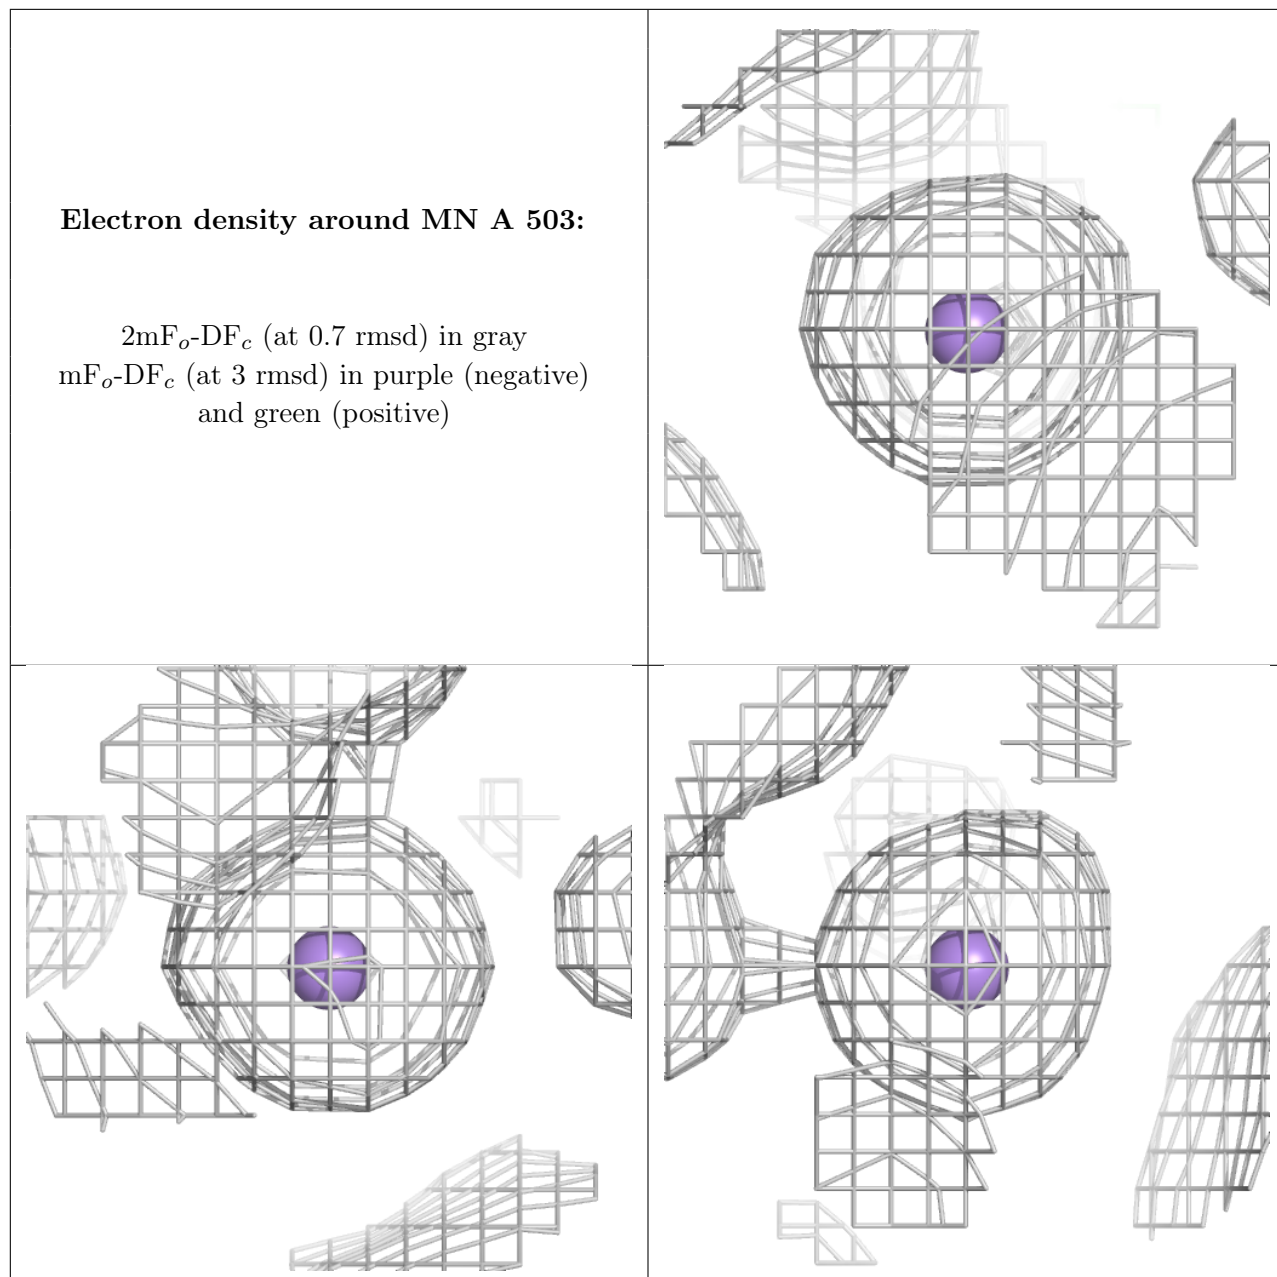 Electron density around MN A 503:
2mFo-DFc (at 0.7 rmsd) in gray
mFo-DFc (at 3 rmsd) in purple (negative)
and green (positive)